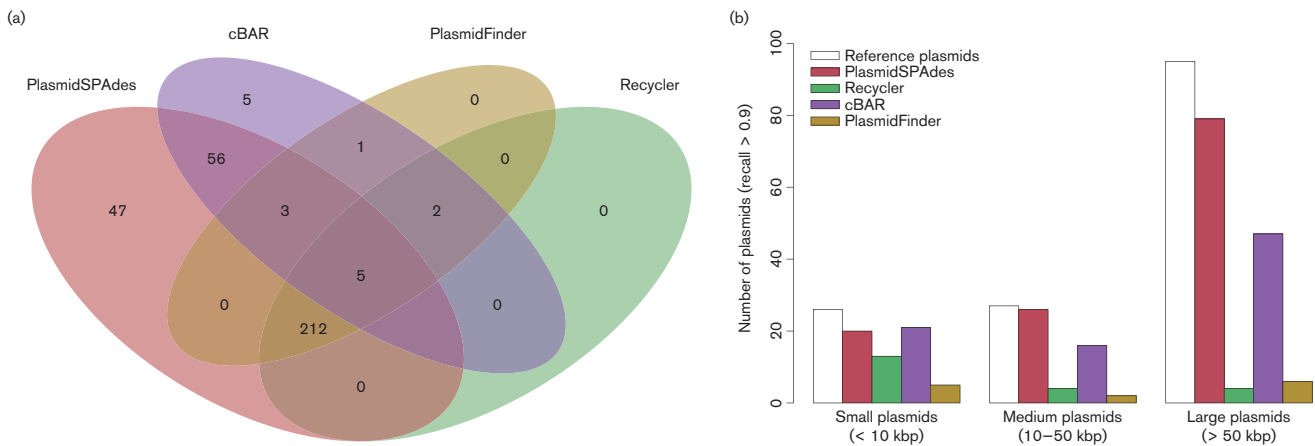 (a)
cBAR
PlasmidFinder
PlasmidSPAdes
Recycler
5
0
56
1
0
47
3
2
0
5
0
0
212
0
(b)
Number of plasmids (recall > 0.9)
100
80
60
40
20
0
Reference plasmids
PlasmidSPAdes
Recycler
cBAR
PlasmidFinder
Small plasmids
(< 10 kbp)
Medium plasmids
(10–50 kbp)
Large plasmids
(> 50 kbp)